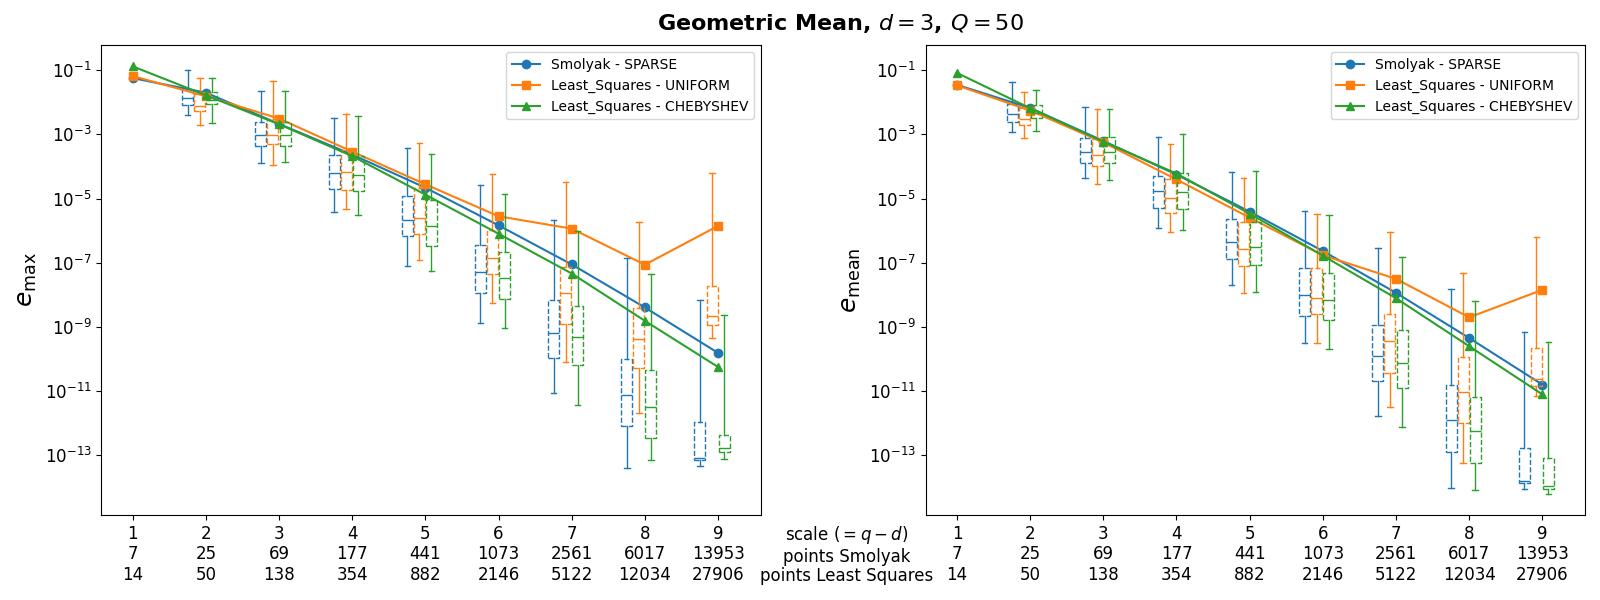 Geometric Mean, d = 3, Q = 50
Smolyak - SPARSE
Least_Squares - UNIFORM
Least_Squares - CHEBYSHEV
10⁻¹
10⁻³
10⁻⁵
10⁻⁷
10⁻⁹
10⁻¹¹
10⁻¹³
e_max
1 2 3 4 5 6 7 8 9
7 25 69 177 441 1073 2561 6017 13953
14 50 138 354 882 2146 5122 12034 27906
scale (= q − d)
points Smolyak
points Least Squares
Smolyak - SPARSE
Least_Squares - UNIFORM
Least_Squares - CHEBYSHEV
10⁻¹
10⁻³
10⁻⁵
10⁻⁷
10⁻⁹
10⁻¹¹
10⁻¹³
e_mean
1 2 3 4 5 6 7 8 9
7 25 69 177 441 1073 2561 6017 13953
14 50 138 354 882 2146 5122 12034 27906